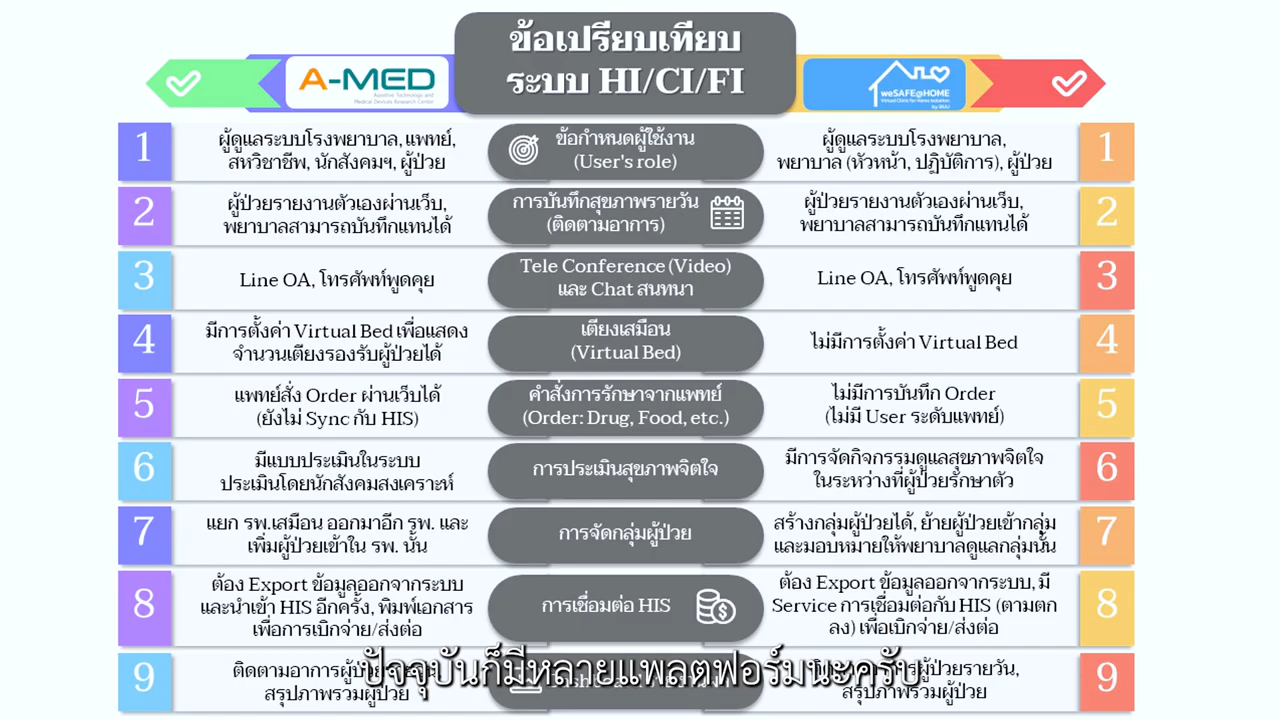 ข้อเปรียบเทียบ
ระบบ HI/CI/FI
A-MED
Assistive Technology and
Medical Devices Research Center
weSAFE@HOME
Virtual Clinic for Home Isolation
1
ผู้ดูแลระบบโรงพยาบาล, แพทย์,
สหวิชาชีพ, นักสังคมฯ, ผู้ป่วย
ข้อกำหนดผู้ใช้งาน
(User's role)
ผู้ดูแลระบบโรงพยาบาล,
พยาบาล (หัวหน้า, ปฏิบัติการ), ผู้ป่วย
1
2
ผู้ป่วยรายงานตัวเองผ่านเว็บ,
พยาบาลสามารถบันทึกแทนได้
การบันทึกสุขภาพรายวัน
(ติดตามอาการ)
ผู้ป่วยรายงานตัวเองผ่านเว็บ,
พยาบาลสามารถบันทึกแทนได้
2
3
Line OA, โทรศัพท์พูดคุย
Tele Conference (Video)
และ Chat สนทนา
Line OA, โทรศัพท์พูดคุย
3
4
มีการตั้งค่า Virtual Bed เพื่อแสดง
จำนวนเตียงรองรับผู้ป่วยได้
เตียงเสมือน
(Virtual Bed)
ไม่มีการตั้งค่า Virtual Bed
4
5
แพทย์สั่ง Order ผ่านเว็บได้
(ยังไม่ Sync กับ HIS)
คำสั่งการรักษาจากแพทย์
(Order: Drug, Food, etc.)
ไม่มีการบันทึก Order
(ไม่มี User ระดับแพทย์)
5
6
มีแบบประเมินในระบบ
ประเมินโดยนักสังคมสงเคราะห์
การประเมินสุขภาพจิตใจ
มีการจัดกิจกรรมดูแลสุขภาพจิตใจ
ในระหว่างที่ผู้ป่วยรักษาตัว
6
7
แยก รพ.เสมือน ออกมาอีก รพ. และ
เพิ่มผู้ป่วยเข้าใน รพ. นั้น
การจัดกลุ่มผู้ป่วย
สร้างกลุ่มผู้ป่วยได้, ย้ายผู้ป่วยเข้ากลุ่ม
และมอบหมายให้พยาบาลดูแลกลุ่มนั้น
7
8
ต้อง Export ข้อมูลออกจากระบบ
และนำเข้า HIS อีกครั้ง, พิมพ์เอกสาร
เพื่อการเบิกจ่าย/ส่งต่อ
การเชื่อมต่อ HIS
ต้อง Export ข้อมูลออกจากระบบ, มี
Service การเชื่อมต่อกับ HIS (ตามตก
ลง) เพื่อเบิกจ่าย/ส่งต่อ
8
9
ติดตามอาการผู้ป่วย
สรุปภาพรวมผู้ป่วย
ผู้ป่วยรายวัน,
สรุปภาพรวมผู้ป่วย
9
ปัจจุบันก็มีหลายแพลตฟอร์มนะครับ